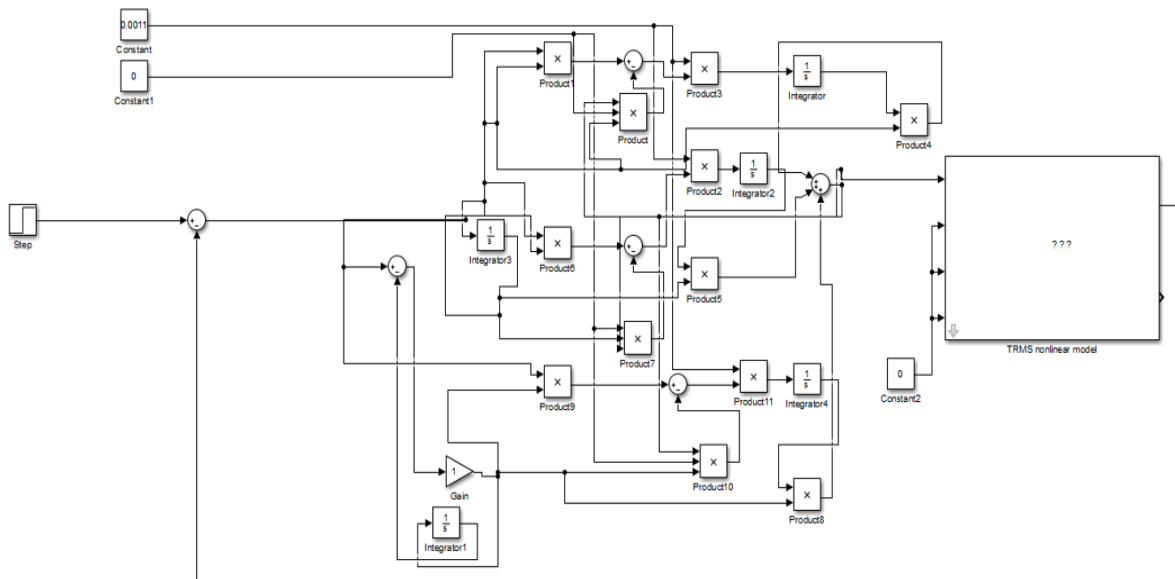 0.0011
Constant
0
Constant1
×
Product1
+
−
×
Product
×
Product3
1
s
Integrator
×
Product4
×
Product2
1
s
Integrator2
+
+
+
Step
+
−
1
s
Integrator3
×
Product6
+
−
×
Product5
+
−
×
Product7
? ? ?
TRMS nonlinear model
0
Constant2
×
Product9
+
−
×
Product11
1
s
Integrator4
1
Gain
×
Product10
×
Product8
1
s
Integrator1